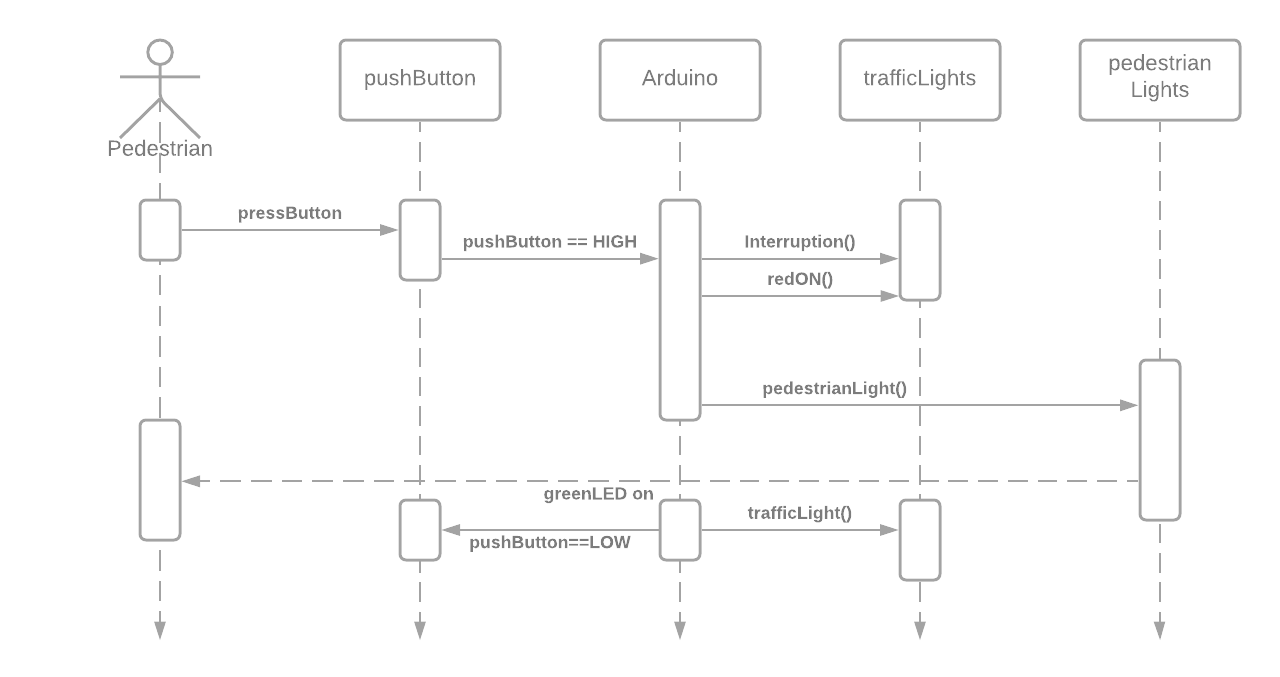 pushButton
Arduino
trafficLights
pedestrian
Lights
Pedestrian
pressButton
pushButton == HIGH
Interruption()
redON()
pedestrianLight()
greenLED on
trafficLight()
pushButton==LOW